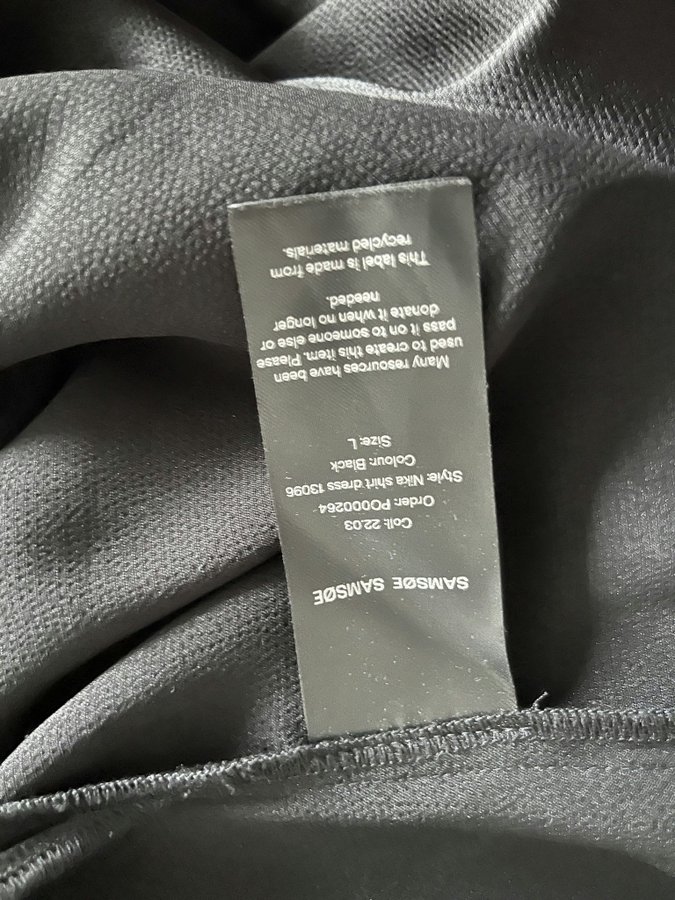 SAMSØE SAMSØE
Coll: 22.03
Order: PO000264
Style: Nika shirt dress 13096
Colour: Black
Size: L
Many resources have been
used to create this item. Please
pass it on to someone else or
donate it when no longer
needed.
This label is made from
recycled materials.